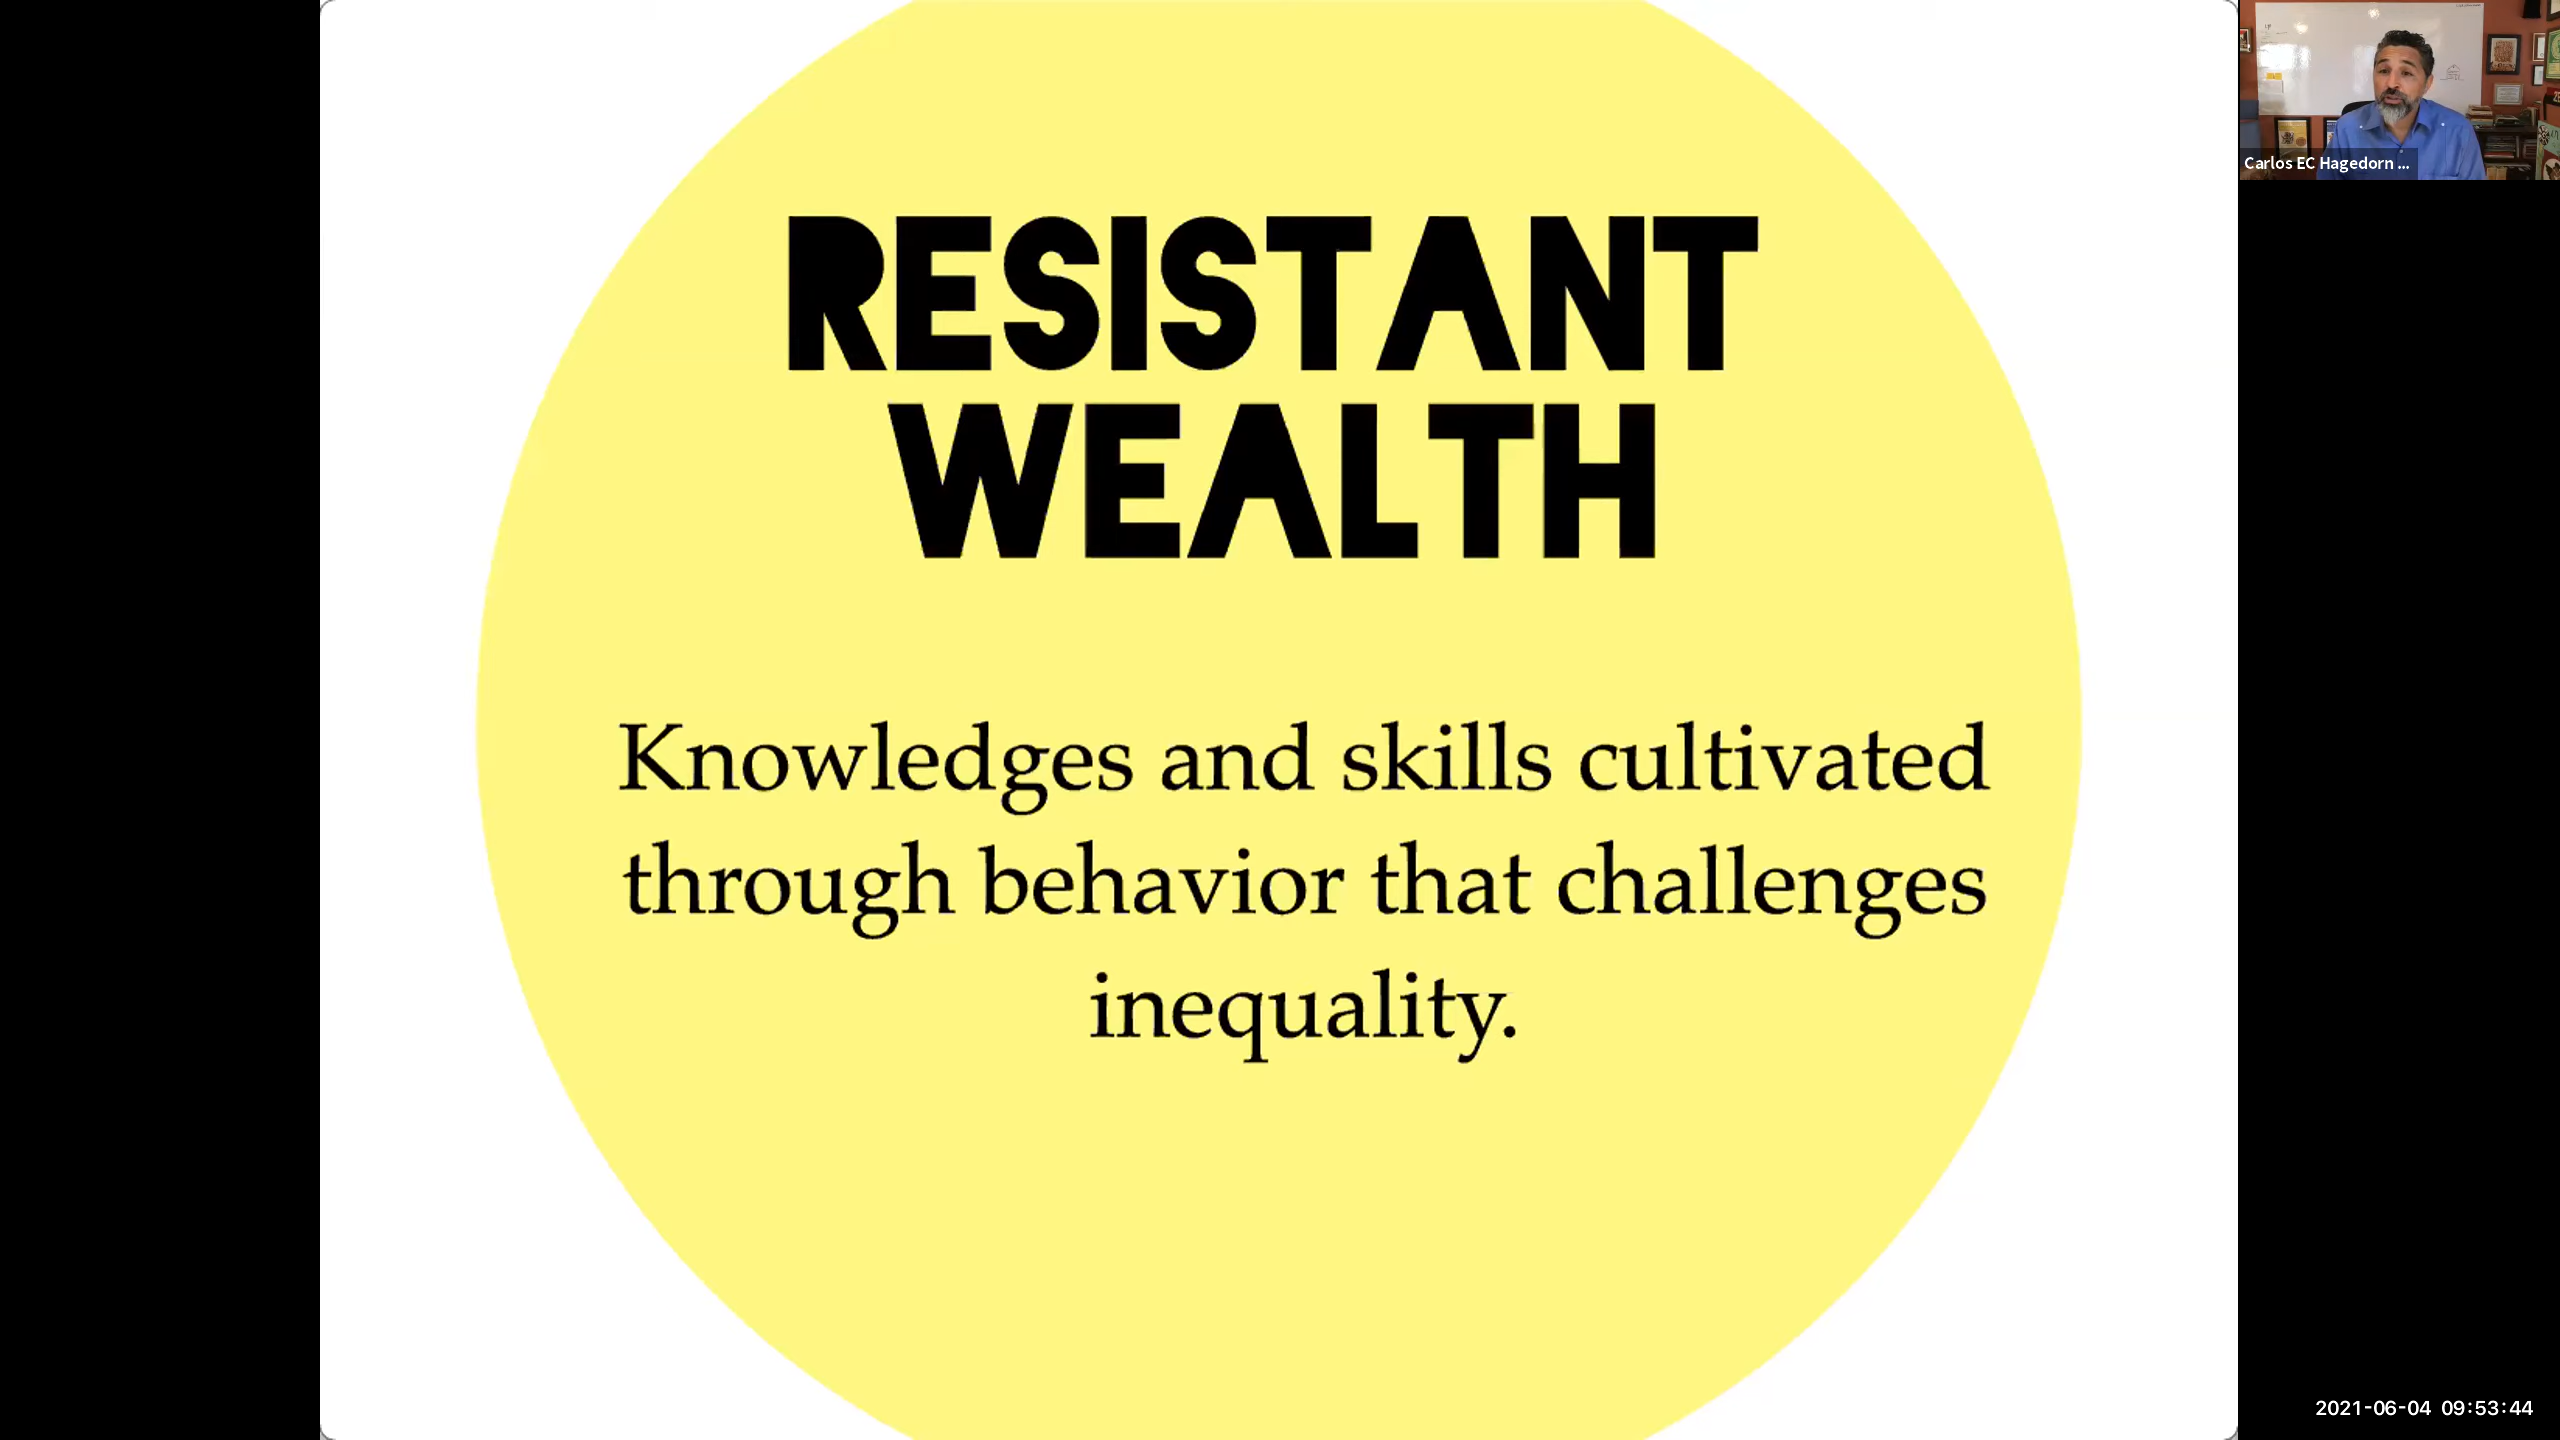 RESISTANT
WEALTH
Knowledges and skills cultivated
through behavior that challenges
inequality.
Carlos EC Hagedorn ...
2021-06-04 09:53:44